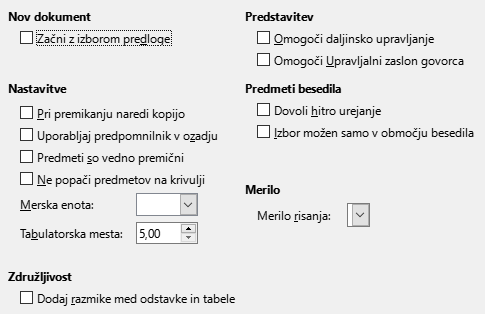 Nov dokument
Začni z izborom predloge
Nastavitve
Pri premikanju naredi kopijo
Uporabljaj predpomnilnik v ozadju
Predmeti so vedno premični
Ne popači predmetov na krivulji
Merska enota:
Tabulatorska mesta: 5,00
Združljivost
Dodaj razmike med odstavke in tabele
Predstavitev
Omogoči daljinsko upravljanje
Omogoči Upravljalni zaslon govorca
Predmeti besedila
Dovoli hitro urejanje
Izbor možen samo v območju besedila
Merilo
Merilo risanja: